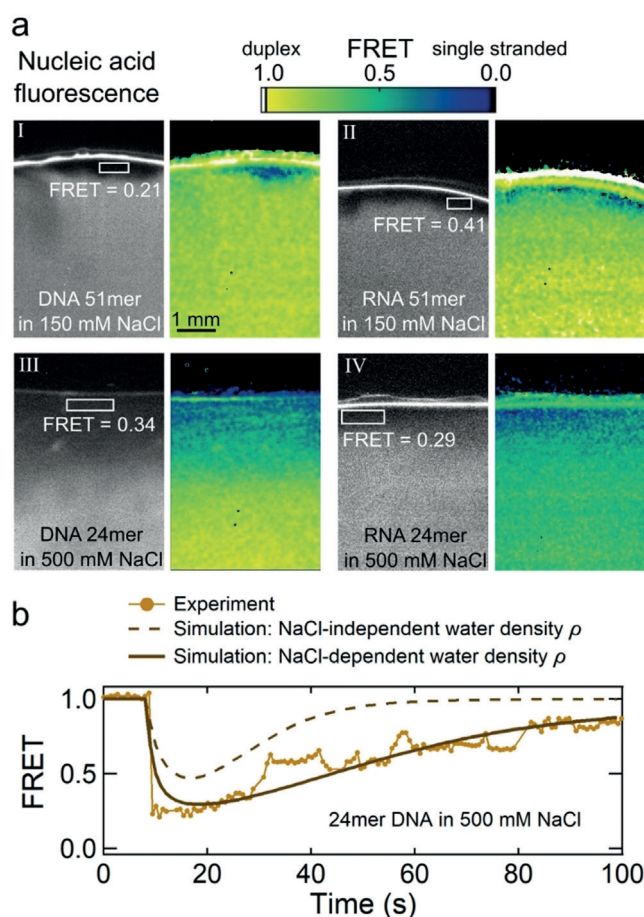 a
Nucleic acid
fluorescence
duplex FRET single stranded
1.0 0.5 0.0
I
FRET = 0.21
DNA 51mer
in 150 mM NaCl
1 mm
II
FRET = 0.41
RNA 51mer
in 150 mM NaCl
III
FRET = 0.34
DNA 24mer
in 500 mM NaCl
IV
FRET = 0.29
RNA 24mer
in 500 mM NaCl
b
Experiment
Simulation: NaCl-independent water density ρ
Simulation: NaCl-dependent water density ρ
FRET
1.0
0.5
0.0
24mer DNA in 500 mM NaCl
0 20 40 60 80 100
Time (s)